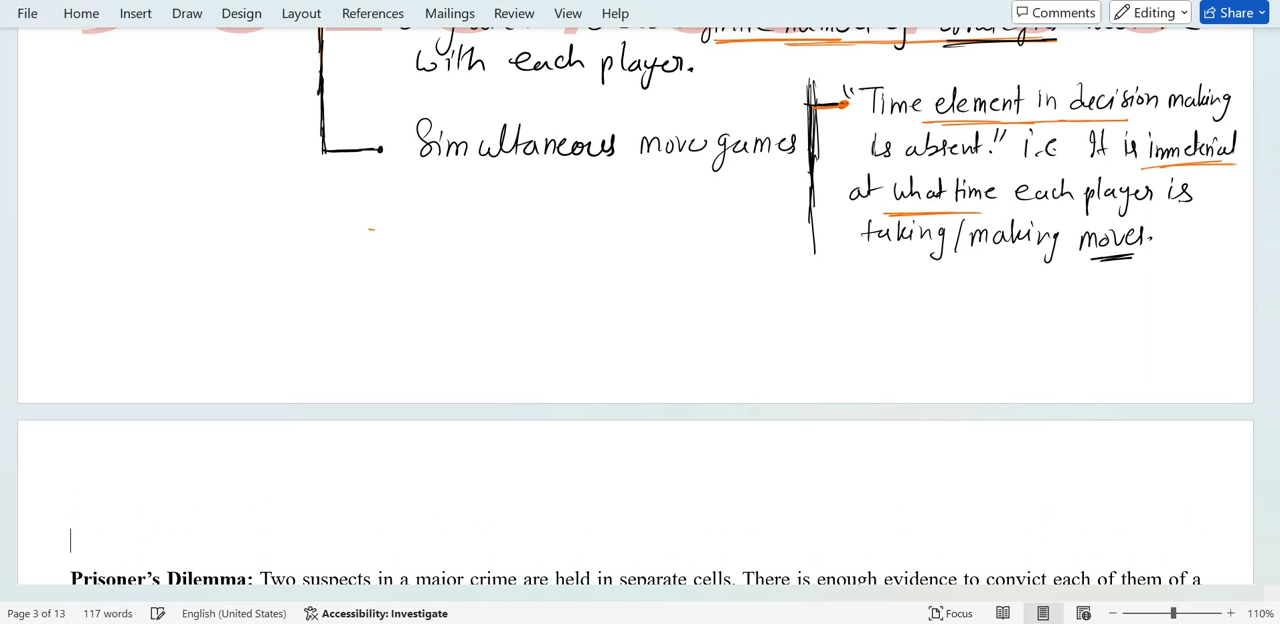 File Home Insert Draw Design Layout References Mailings Review View Help Comments Editing Share
with each player.
Simultaneous move games
"Time element in decision making
is absent." i.e It is immaterial
at what time each player is
taking/making moves.
Prisoner's Dilemma: Two suspects in a major crime are held in separate cells. There is enough evidence to convict each of them of a
Page 3 of 13 117 words English (United States) Accessibility: Investigate Focus 110%